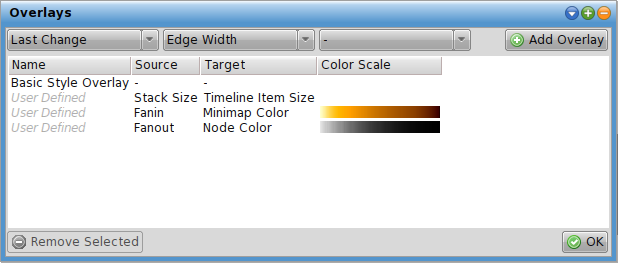 Overlays
Last Change Edge Width - Add Overlay
Name Source Target Color Scale
Basic Style Overlay - -
User Defined Stack Size Timeline Item Size
User Defined Fanin Minimap Color
User Defined Fanout Node Color
Remove Selected OK